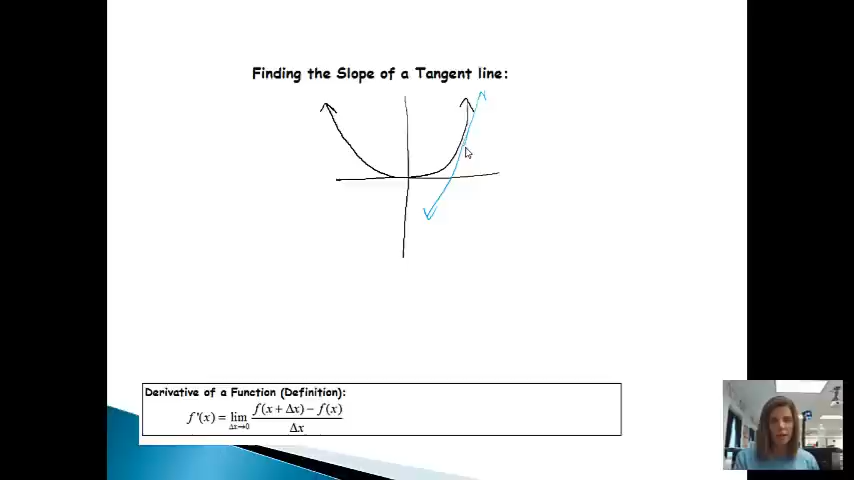 Finding the Slope of a Tangent line:
Derivative of a Function (Definition):
f'(x) = lim Δx→0 f(x + Δx) − f(x) / Δx